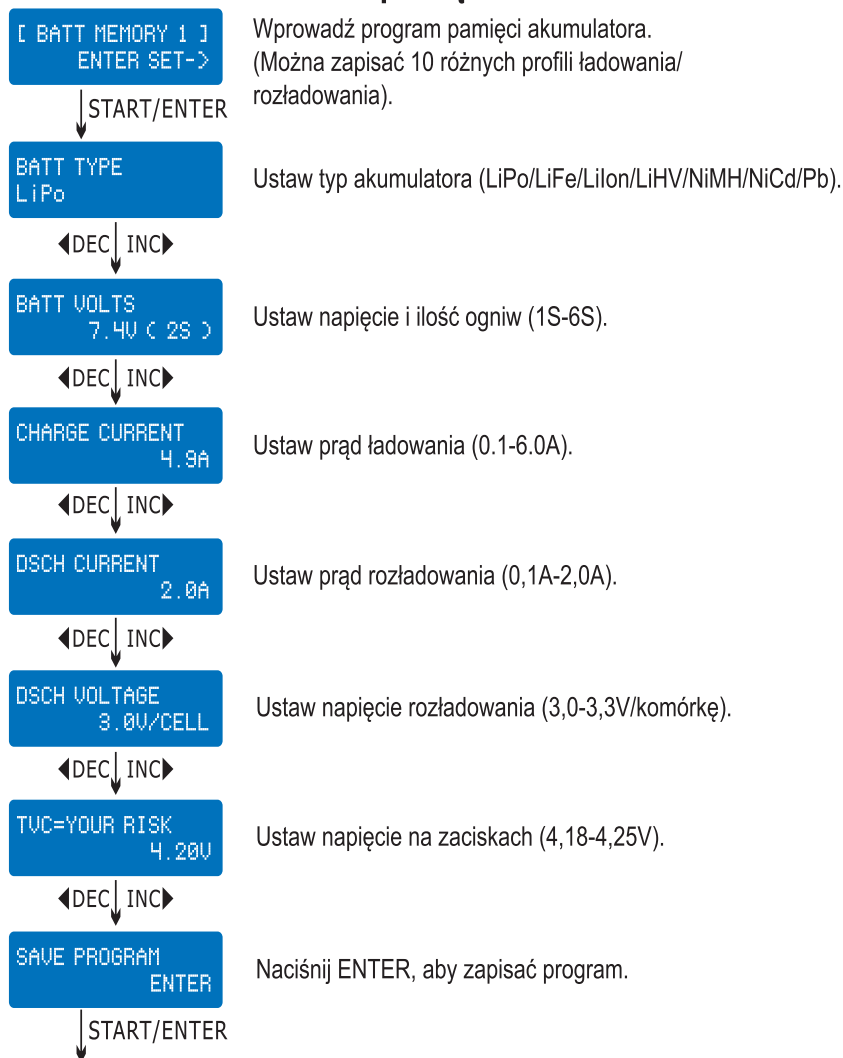 [ BATT MEMORY 1 ]
ENTER SET->
Wprowadź program pamięci akumulatora.
(Można zapisać 10 różnych profili ładowania/
rozładowania).
START/ENTER
BATT TYPE
LiPo
Ustaw typ akumulatora (LiPo/LiFe/LiIon/LiHV/NiMH/NiCd/Pb).
◀DEC INC▶
BATT VOLTS
7.4V ( 2S )
Ustaw napięcie i ilość ogniw (1S-6S).
◀DEC INC▶
CHARGE CURRENT
4.9A
Ustaw prąd ładowania (0.1-6.0A).
◀DEC INC▶
DSCH CURRENT
2.0A
Ustaw prąd rozładowania (0,1A-2,0A).
◀DEC INC▶
DSCH VOLTAGE
3.0V/CELL
Ustaw napięcie rozładowania (3,0-3,3V/komórkę).
◀DEC INC▶
TVC=YOUR RISK
4.20V
Ustaw napięcie na zaciskach (4,18-4,25V).
◀DEC INC▶
SAVE PROGRAM
ENTER
Naciśnij ENTER, aby zapisać program.
START/ENTER